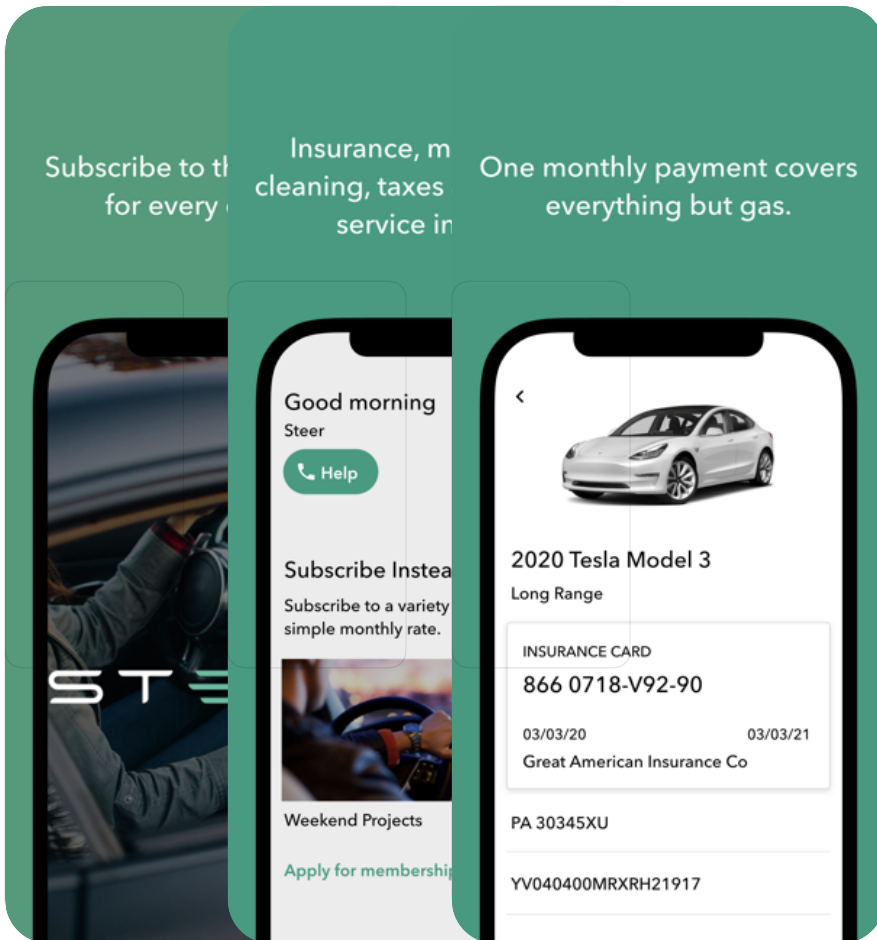 Subscribe to th
for every
Insurance, m
cleaning, taxes
service in
One monthly payment covers
everything but gas.
STE
Good morning
Steer
Help
Subscribe Instea
Subscribe to a variety
simple monthly rate.
Weekend Projects
Apply for membership
2020 Tesla Model 3
Long Range
INSURANCE CARD
866 0718-V92-90
03/03/20 03/03/21
Great American Insurance Co
PA 30345XU
YV040400MRXRH21917